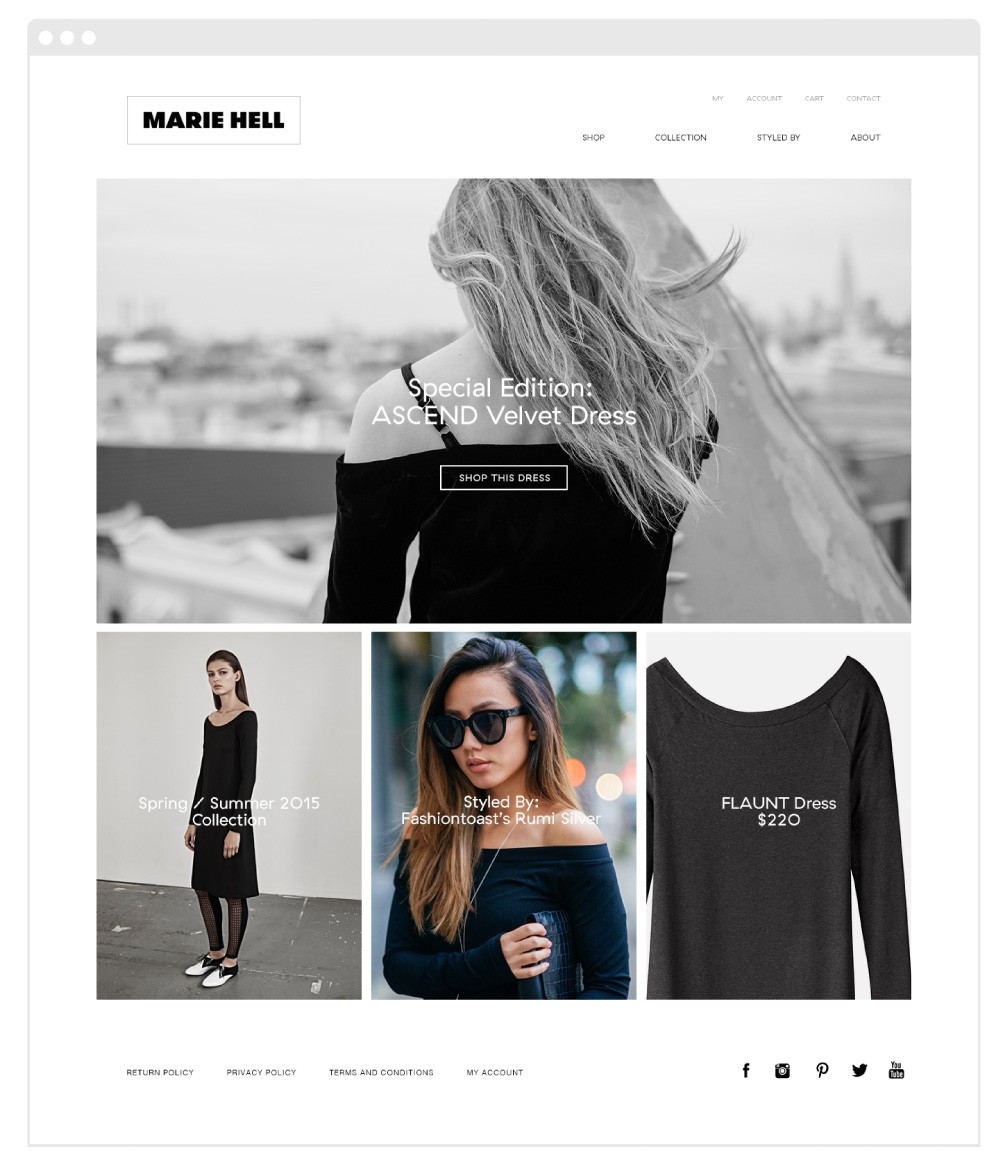 MARIE HELL
MY ACCOUNT CART CONTACT
SHOP COLLECTION STYLED BY ABOUT
Special Edition:
ASCEND Velvet Dress
SHOP THIS DRESS
Spring / Summer 2015
Collection
Styled By:
Fashiontoast's Rumi Silver
FLAUNT Dress
$220
RETURN POLICY PRIVACY POLICY TERMS AND CONDITIONS MY ACCOUNT
You
Tube